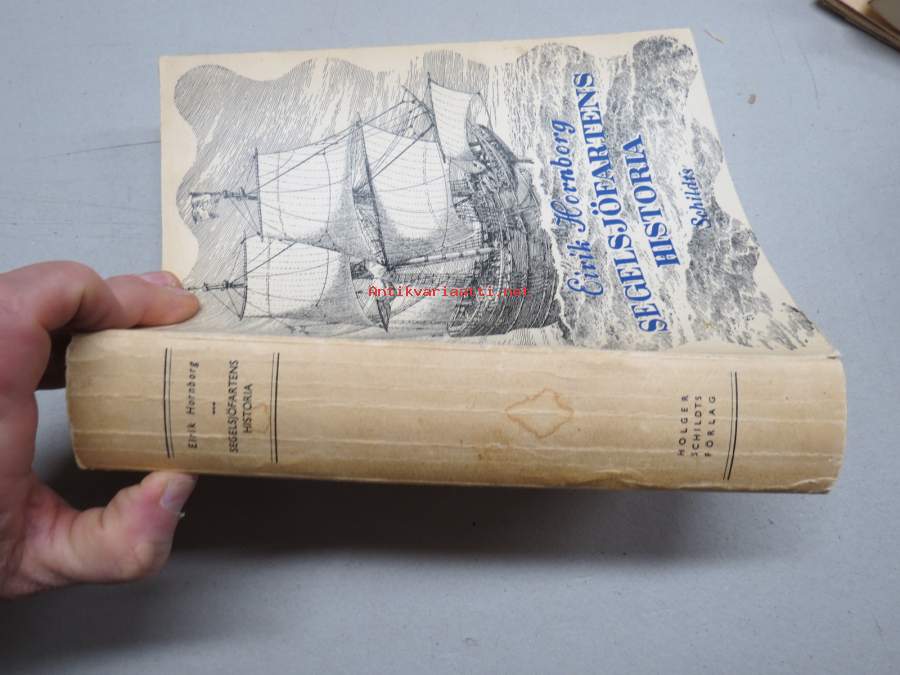 Eirik Hornborg
SEGELSJÖFARTENS
HISTORIA
Schildts
Antikvariaatti.net
Eirik Hornborg
SEGELSJÖFARTENS
HISTORIA
HOLGER
SCHILDTS
FÖRLAG